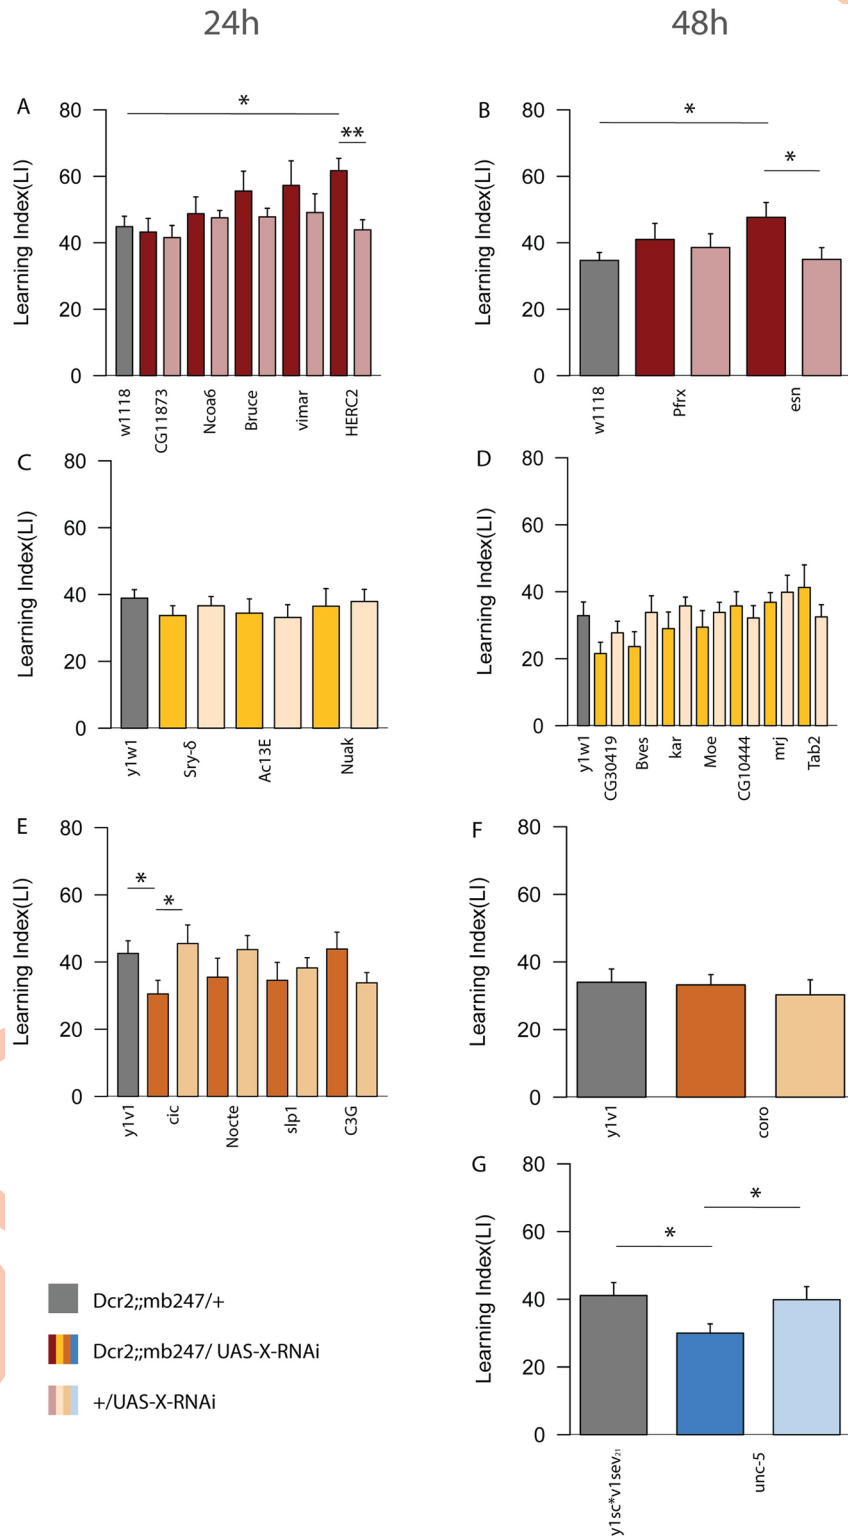 24h
48h
A
Learning Index(LI)
80
60
40
20
0
*
**
w1118
CG11873
Ncoa6
Bruce
vimar
HERC2
B
Learning Index(LI)
80
60
40
20
0
*
*
w1118
Pfrx
esn
C
Learning Index(LI)
80
60
40
20
0
y1w1
Sry-δ
Ac13E
Nuak
D
Learning Index(LI)
80
60
40
20
0
y1w1
CG30419
Bves
kar
Moe
CG10444
mrj
Tab2
E
Learning Index(LI)
80
60
40
20
0
*
*
y1v1
cic
Nocte
slp1
C3G
F
Learning Index(LI)
80
60
40
20
0
y1v1
coro
G
Learning Index(LI)
80
60
40
20
0
*
*
y1sc*v1sev21
unc-5
Dcr2;;mb247/+
Dcr2;;mb247/ UAS-X-RNAi
+/UAS-X-RNAi